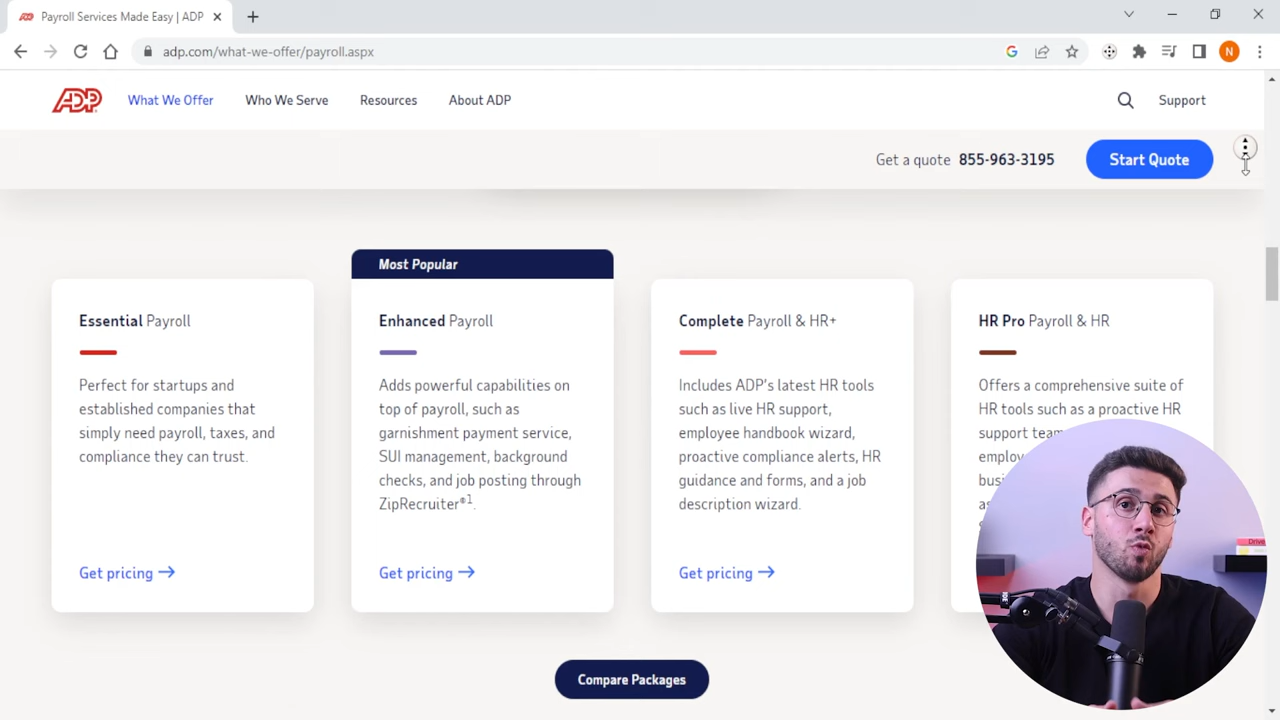 Payroll Services Made Easy | ADP
adp.com/what-we-offer/payroll.aspx
N
ADP
What We Offer
Who We Serve
Resources
About ADP
Support
Get a quote 855-963-3195
Start Quote
Essential Payroll
Perfect for startups and
established companies that
simply need payroll, taxes, and
compliance they can trust.
Get pricing →
Most Popular
Enhanced Payroll
Adds powerful capabilities on
top of payroll, such as
garnishment payment service,
SUI management, background
checks, and job posting through
ZipRecruiter®¹.
Get pricing →
Complete Payroll & HR+
Includes ADP's latest HR tools
such as live HR support,
employee handbook wizard,
proactive compliance alerts, HR
guidance and forms, and a job
description wizard.
Get pricing →
HR Pro Payroll & HR
Offers a comprehensive suite of
HR tools such as a proactive HR
support team
Compare Packages
Drive